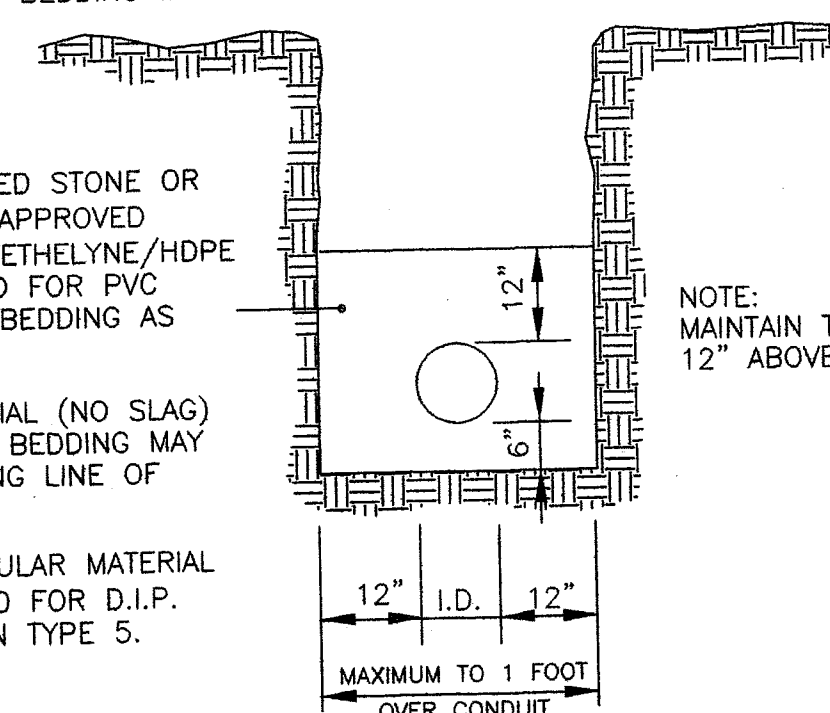 ED STONE OR
APPROVED
ETHELYNE/HDPE
FOR PVC
BEDDING AS
IAL (NO SLAG)
BEDDING MAY
LINE OF
ULAR MATERIAL
FOR D.I.P.
TYPE 5.
12"
6"
NOTE:
MAINTAIN
12" ABOVE
12" I.D. 12"
MAXIMUM TO 1 FOOT
OVER CONDUIT